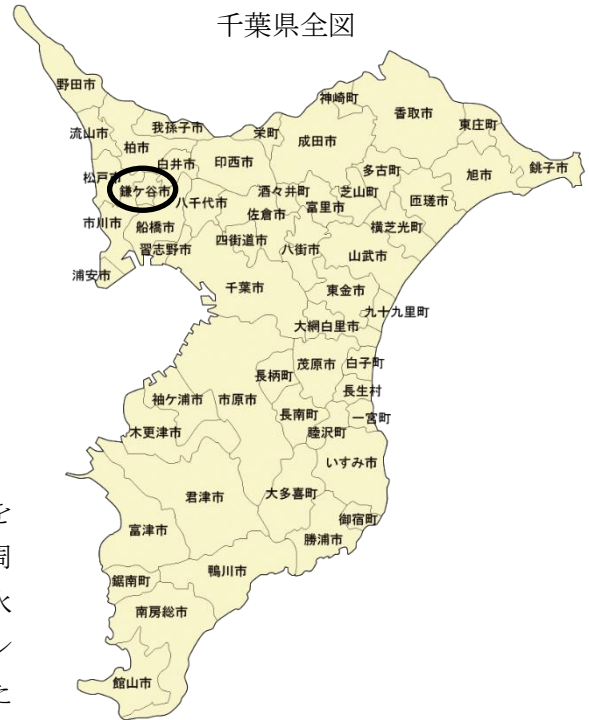 千葉県全図
野田市
流山市
柏市
我孫子市
松戸市
白井市
鎌ケ谷市
八千代市
市川市
船橋市
習志野市
浦安市
栄町
印西市
成田市
神崎町
香取市
東庄町
銚子市
旭市
多古町
匝瑳市
酒々井町
芝山町
富里市
横芝光町
佐倉市
四街道市
八街市
山武市
千葉市
東金市
九十九里町
大網白里市
茂原市
白子町
長柄町
長生村
袖ケ浦市
市原市
長南町
一宮町
睦沢町
木更津市
いすみ市
君津市
大多喜町
御宿町
勝浦市
富津市
鴨川市
鋸南町
南房総市
館山市
を
周
水
ン
た